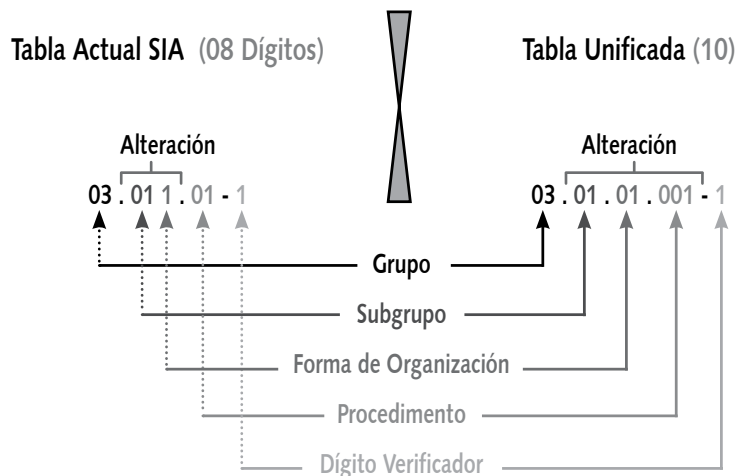 Tabla Actual SIA (08 Dígitos)
Tabla Unificada (10)
Alteración
Alteración
03 . 01 1 . 01 - 1
03 . 01 . 01 . 001 - 1
Grupo
Subgrupo
Forma de Organización
Procedimento
Dígito Verificador